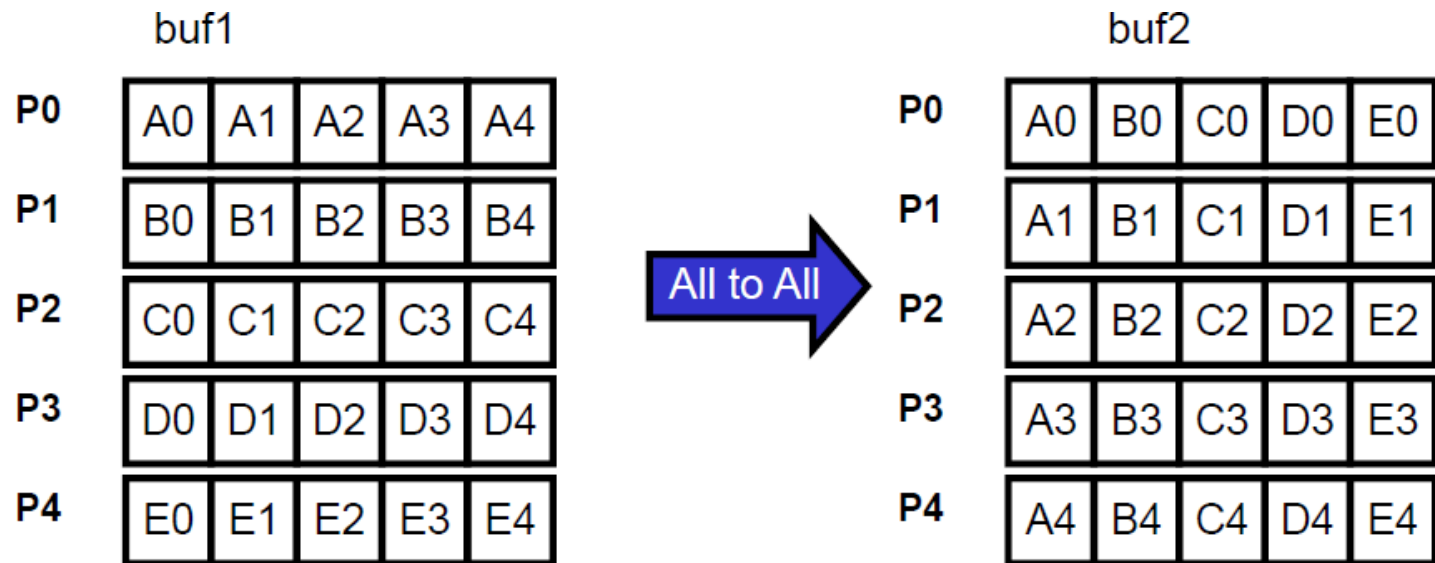 buf1 buf2
P0 A0 A1 A2 A3 A4 P0 A0 B0 C0 D0 E0
P1 B0 B1 B2 B3 B4 P1 A1 B1 C1 D1 E1
All to All
P2 C0 C1 C2 C3 C4 P2 A2 B2 C2 D2 E2
P3 D0 D1 D2 D3 D4 P3 A3 B3 C3 D3 E3
P4 E0 E1 E2 E3 E4 P4 A4 B4 C4 D4 E4